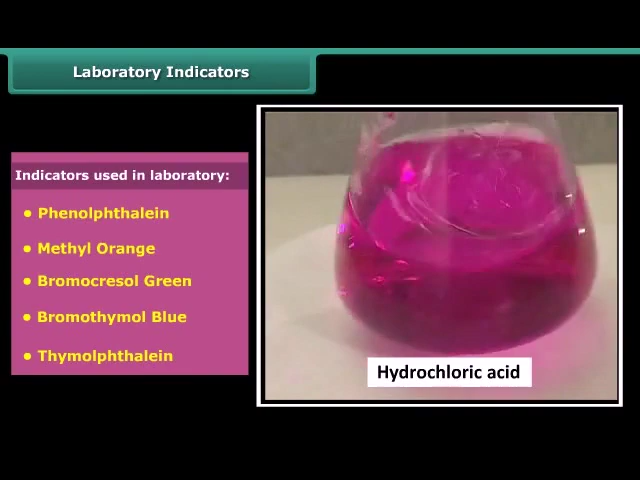 Laboratory Indicators
Indicators used in laboratory:
• Phenolphthalein
• Methyl Orange
• Bromocresol Green
• Bromothymol Blue
• Thymolphthalein
Hydrochloric acid